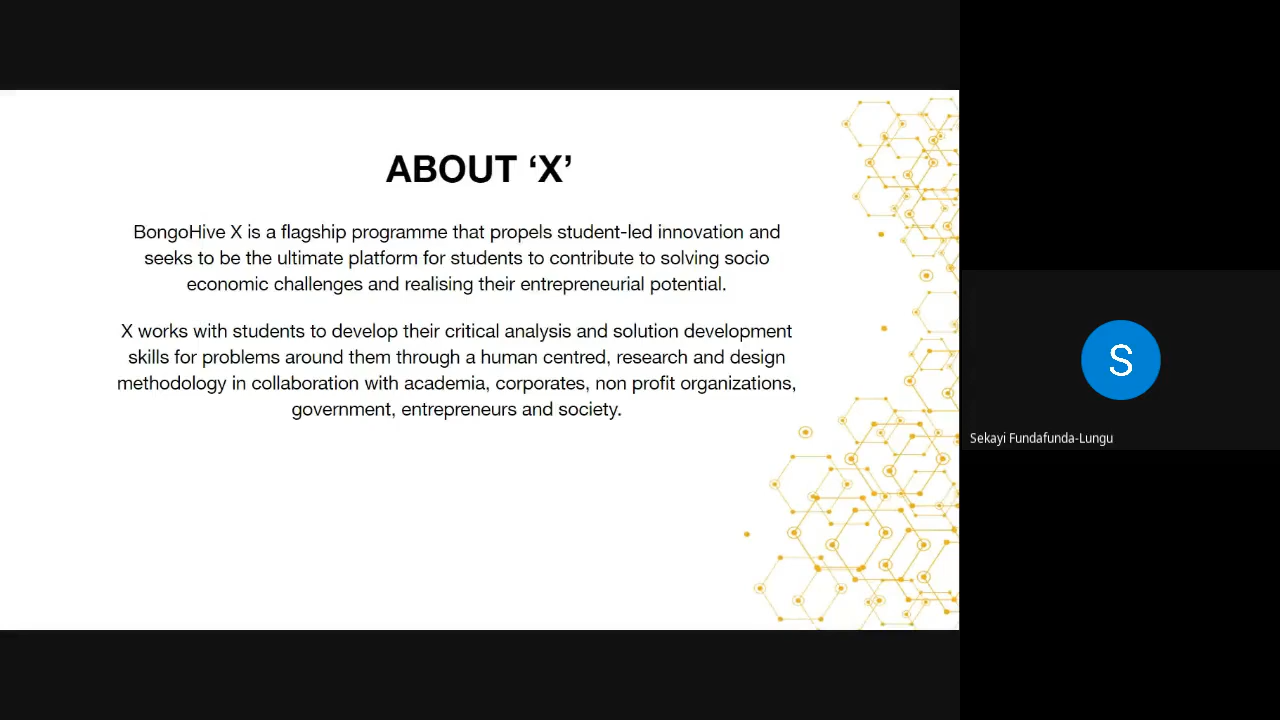 ABOUT ‘X’
BongoHive X is a flagship programme that propels student-led innovation and
seeks to be the ultimate platform for students to contribute to solving socio
economic challenges and realising their entrepreneurial potential.
X works with students to develop their critical analysis and solution development
skills for problems around them through a human centred, research and design
methodology in collaboration with academia, corporates, non profit organizations,
government, entrepreneurs and society.
S
Sekayi Fundafunda-Lungu